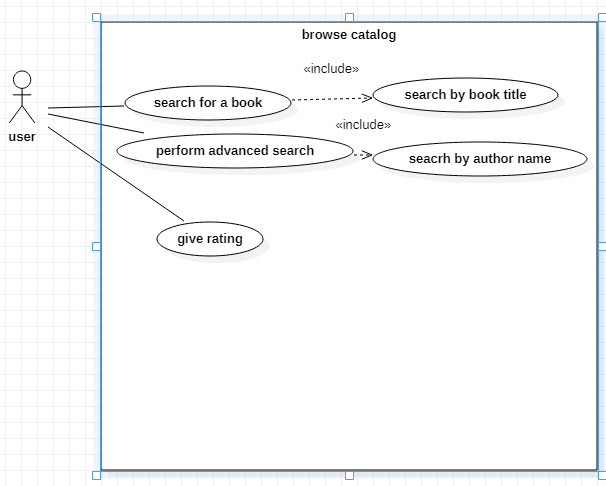 browse catalog
«include»
search for a book
search by book title
«include»
user
perform advanced search
seacrh by author name
give rating